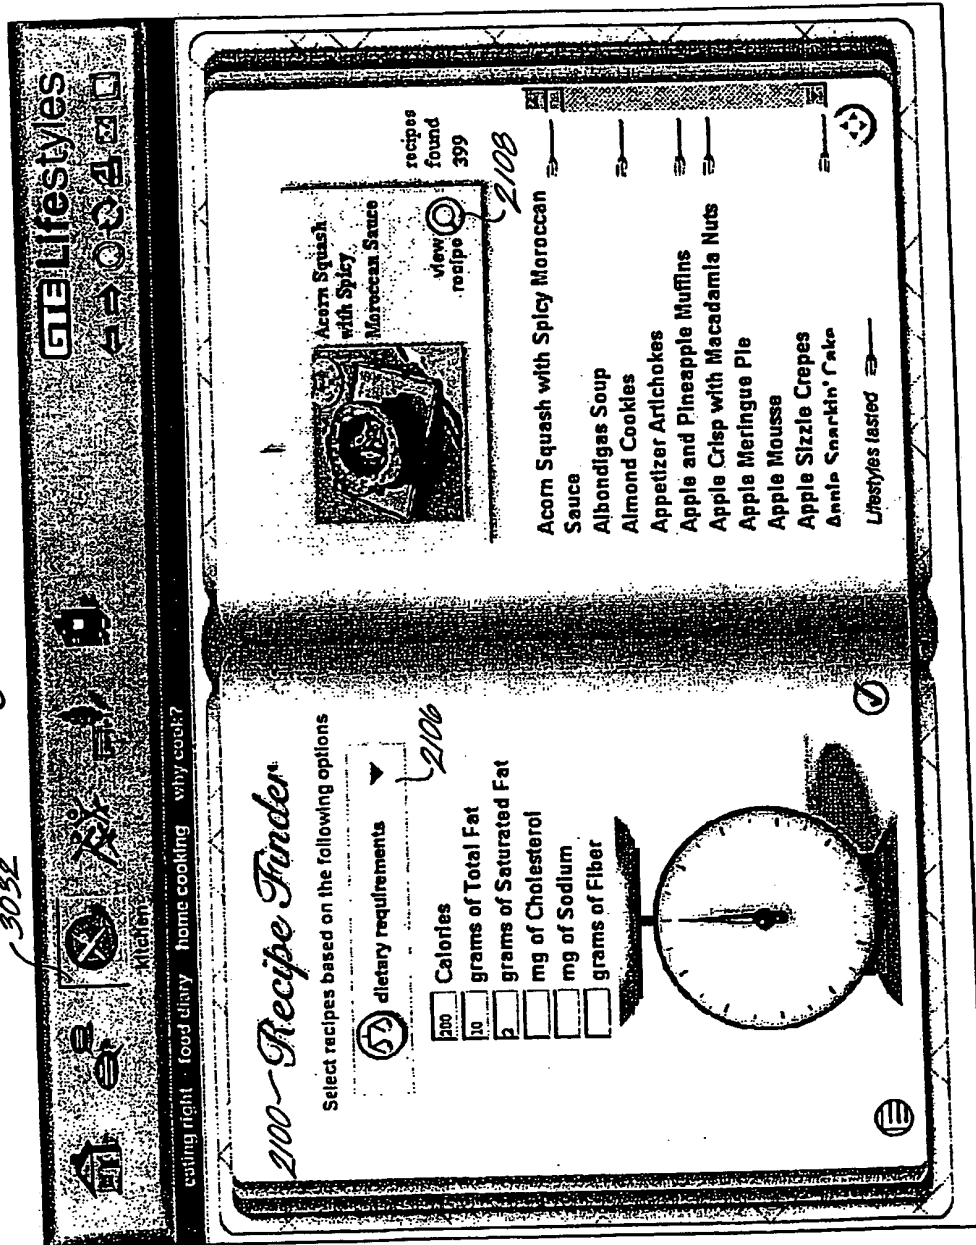 3032
GTE Lifestyles
kitchen
eating right food diary home cooking why cool?
2100 Recipe Finder
Select recipes based on the following options
dietary requirements
2106
200 Calories
10 grams of Total Fat
2 grams of Saturated Fat
mg of Cholesterol
mg of Sodium
grams of Fiber
Acorn Squash
with Spicy
Moroccan Sauce
view
recipe
2108
recipes
found
399
Acorn Squash with Spicy Moroccan
Sauce
Albondigas Soup
Almond Cookies
Appetizer Artichokes
Apple and Pineapple Muffins
Apple Crisp with Macadamia Nuts
Apple Meringue Pie
Apple Mousse
Apple Sizzle Crepes
Lifestyles tasted